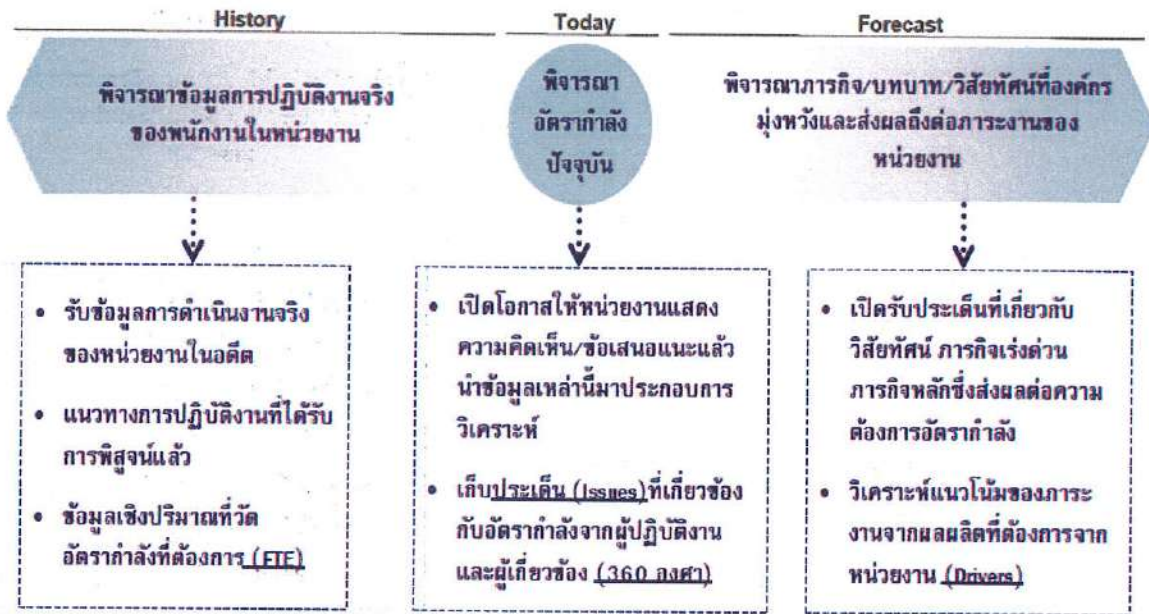 History
Today
Forecast
พิจารณาข้อมูลการปฏิบัติงานจริง
ของพนักงานในหน่วยงาน
พิจารณา
อัตรากำลัง
ปัจจุบัน
พิจารณาภารกิจ/บทบาท/วิสัยทัศน์ที่องค์กร
มุ่งหวังและส่งผลถึงต่อภาระงานของ
หน่วยงาน
• รับข้อมูลการดำเนินงานจริง
ของหน่วยงานในอดีต
• แนวทางการปฏิบัติงานที่ได้รับ
การพิสูจน์แล้ว
• ข้อมูลเชิงปริมาณที่วัด
อัตรากำลังที่ต้องการ (FTE)
• เปิดโอกาสให้หน่วยงานแสดง
ความคิดเห็น/ข้อเสนอแนะแล้ว
นำข้อมูลเหล่านี้มาประกอบการ
วิเคราะห์
• เก็บประเด็น (Issues)ที่เกี่ยวข้อง
กับอัตรากำลังจากผู้ปฏิบัติงาน
และผู้เกี่ยวข้อง (360 องศา)
• เปิดรับประเด็นที่เกี่ยวกับ
วิสัยทัศน์ ภารกิจเร่งด่วน
ภารกิจหลักซึ่งส่งผลต่อความ
ต้องการอัตรากำลัง
• วิเคราะห์แนวโน้มของภาระ
งานจากผลผลิตที่ต้องการจาก
หน่วยงาน (Drivers)